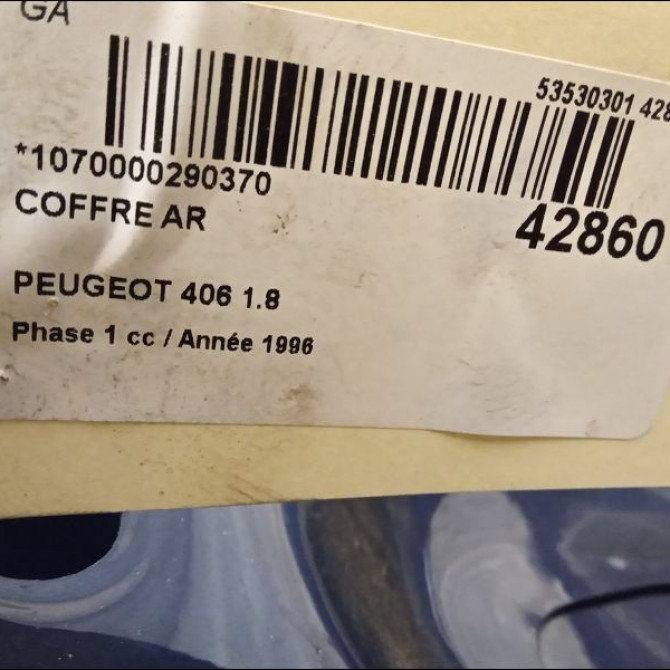 GA
53530301 428
*1070000290370
42860
COFFRE AR
PEUGEOT 406 1.8
Phase 1 cc / Année 1996